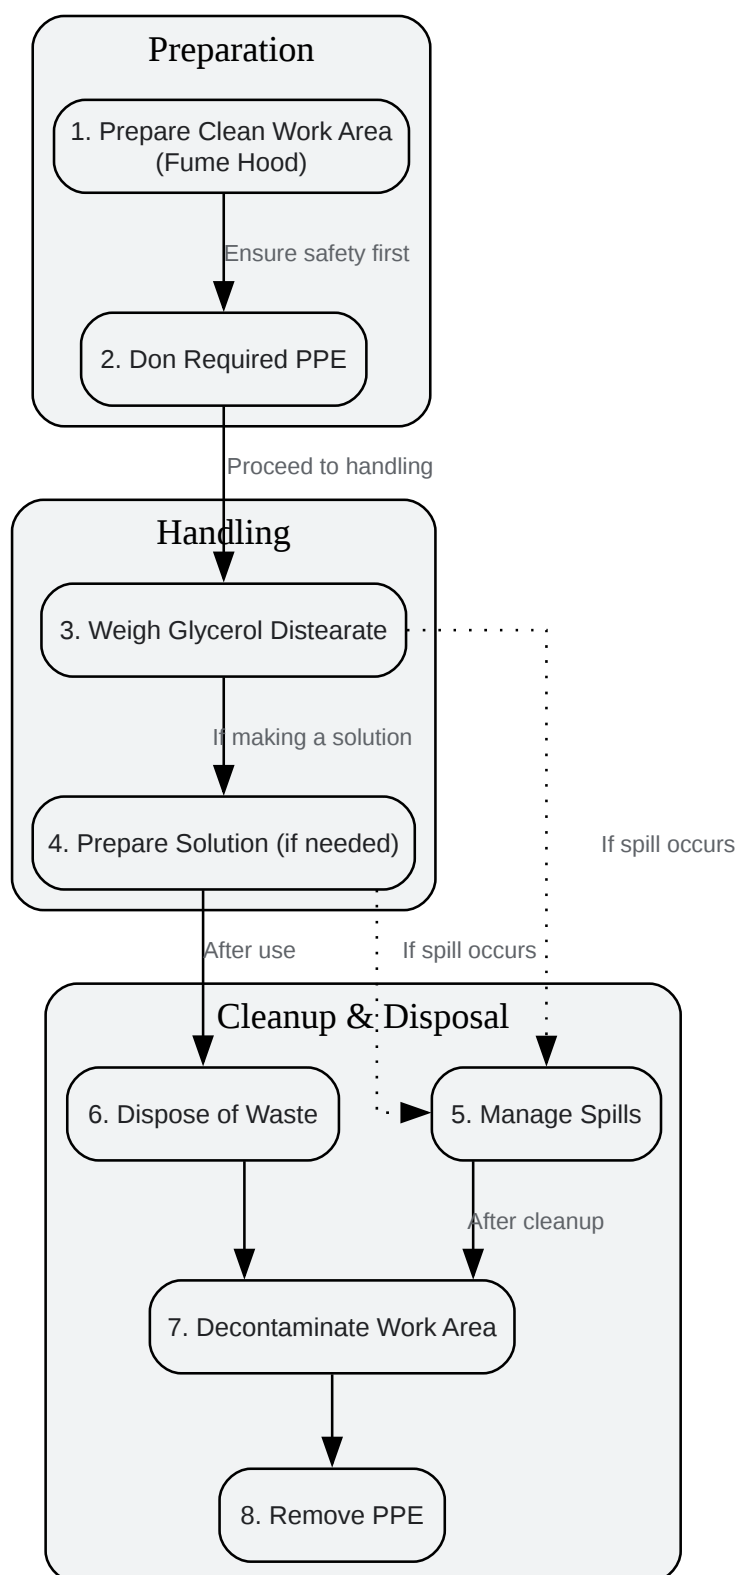 Preparation
1. Prepare Clean Work Area
(Fume Hood)
Ensure safety first
2. Don Required PPE
Proceed to handling
Handling
3. Weigh Glycerol Distearate
If making a solution
4. Prepare Solution (if needed)
If spill occurs
After use
If spill occurs
Cleanup & Disposal
6. Dispose of Waste
5. Manage Spills
After cleanup
7. Decontaminate Work Area
8. Remove PPE